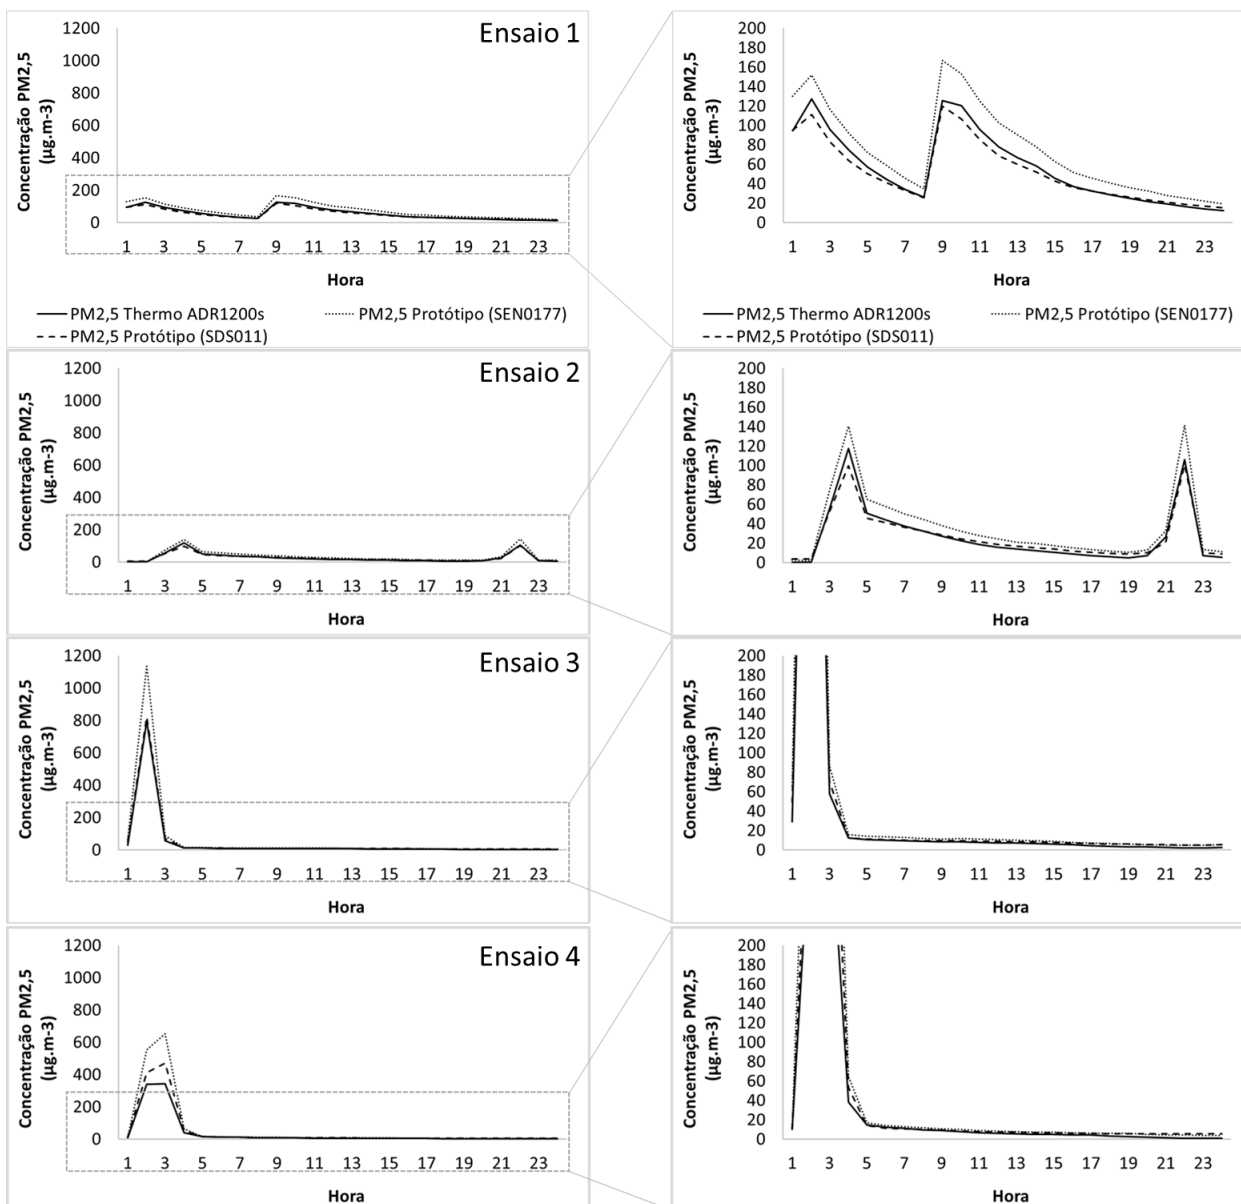 Ensaio 1
Concentração PM2,5
(µg.m-3)
1200
1000
800
600
400
200
0
1 3 5 7 9 11 13 15 17 19 21 23
Hora
PM2,5 Thermo ADR1200s
PM2,5 Protótipo (SEN0177)
PM2,5 Protótipo (SDS011)
Concentração PM2,5
(µg.m-3)
200
180
160
140
120
100
80
60
40
20
0
1 3 5 7 9 11 13 15 17 19 21 23
Hora
PM2,5 Thermo ADR1200s
PM2,5 Protótipo (SEN0177)
PM2,5 Protótipo (SDS011)
Ensaio 2
Concentração PM2,5
(µg.m-3)
1200
1000
800
600
400
200
0
1 3 5 7 9 11 13 15 17 19 21 23
Hora
Concentração PM2,5
(µg.m-3)
200
180
160
140
120
100
80
60
40
20
0
1 3 5 7 9 11 13 15 17 19 21 23
Hora
Ensaio 3
Concentração PM2,5
(µg.m-3)
1200
1000
800
600
400
200
0
1 3 5 7 9 11 13 15 17 19 21 23
Hora
Concentração PM2,5
(µg.m-3)
200
180
160
140
120
100
80
60
40
20
0
1 3 5 7 9 11 13 15 17 19 21 23
Hora
Ensaio 4
Concentração PM2,5
(µg.m-3)
1200
1000
800
600
400
200
0
1 3 5 7 9 11 13 15 17 19 21 23
Hora
Concentração PM2,5
(µg.m-3)
200
180
160
140
120
100
80
60
40
20
0
1 3 5 7 9 11 13 15 17 19 21 23
Hora